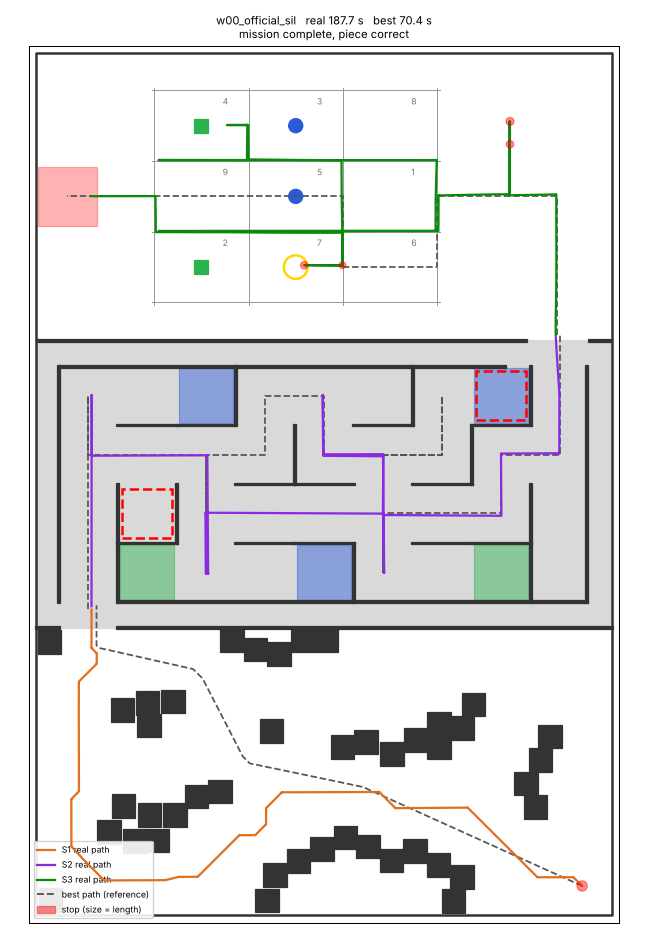 w00_official_sil   real 187.7 s   best 70.4 s
mission complete, piece correct
4
3
8
9
5
1
2
7
6
S1 real path
S2 real path
S3 real path
best path (reference)
stop (size = length)